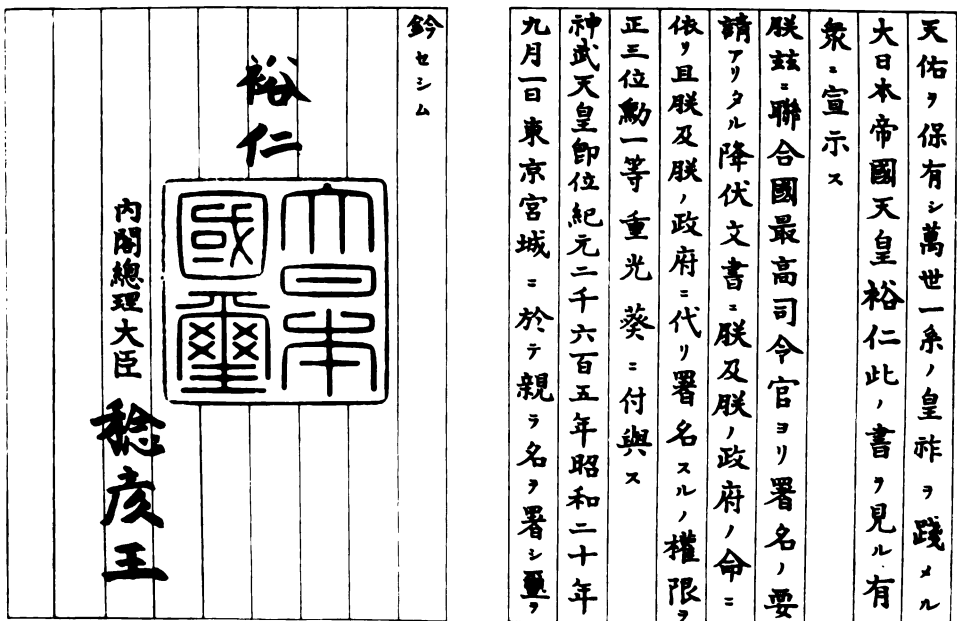 天佑ヲ保有シ萬世一系ノ皇祚ヲ踐メル
大日本帝國天皇裕仁此ノ書ヲ見ル有
衆ニ宣示ス
朕玆ニ聯合國最高司令官ヨリ署名ノ要
請アリタル降伏文書ニ朕及朕ノ政府ノ命ニ
依リ且朕及朕ノ政府ニ代リ署名スルノ權限ヲ
正三位勳一等重光葵ニ付與ス
神武天皇卽位紀元二千六百五年昭和二十年
九月一日東京宮城ニ於テ親ラ名ヲ署シ璽ヲ
鈐セシム
裕仁
大日本
國璽
內閣總理大臣 稔彥王